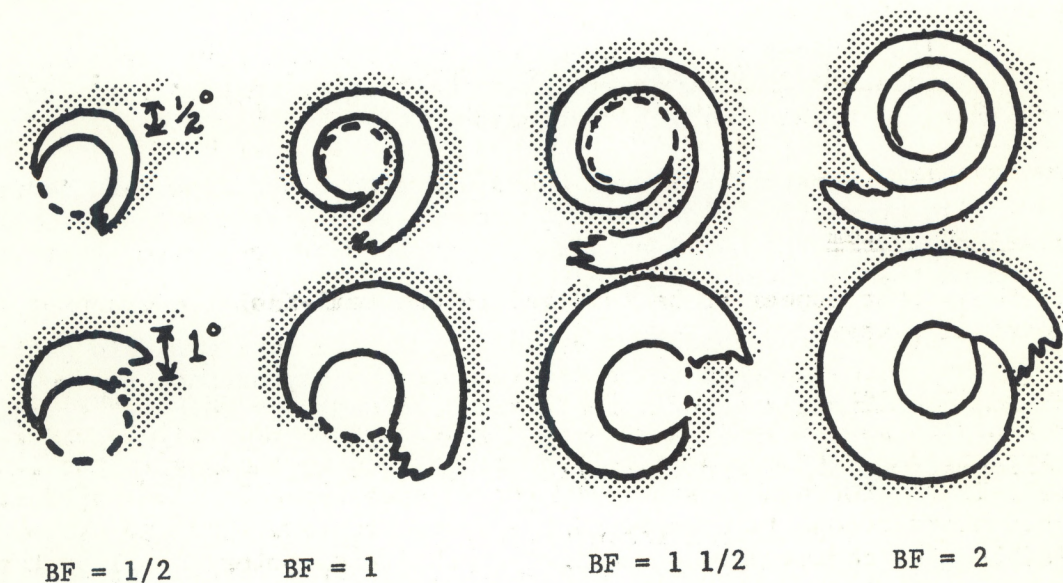 ½°
1°
BF = 1/2
BF = 1
BF = 1 1/2
BF = 2